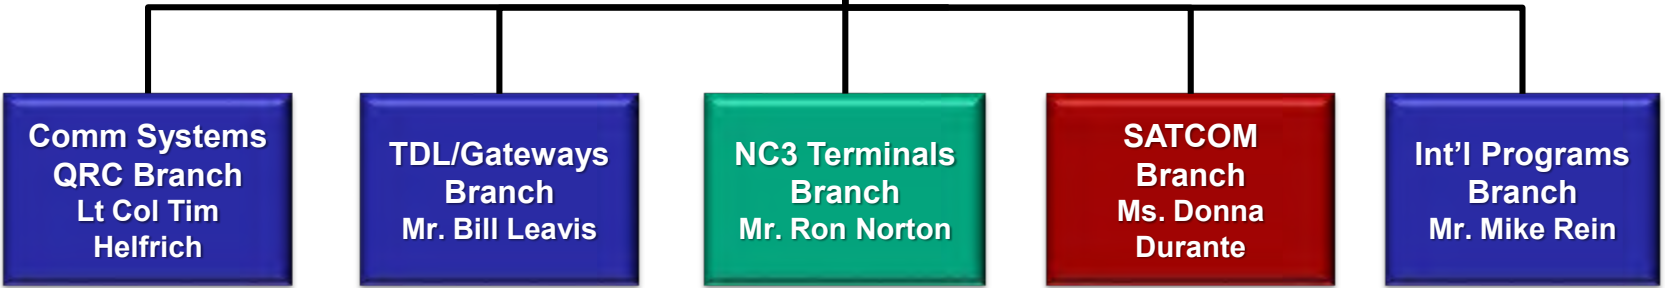 Comm Systems
QRC Branch
Lt Col Tim
Helfrich
TDL/Gateways
Branch
Mr. Bill Leavis
NC3 Terminals
Branch
Mr. Ron Norton
SATCOM
Branch
Ms. Donna
Durante
Int'l Programs
Branch
Mr. Mike Rein